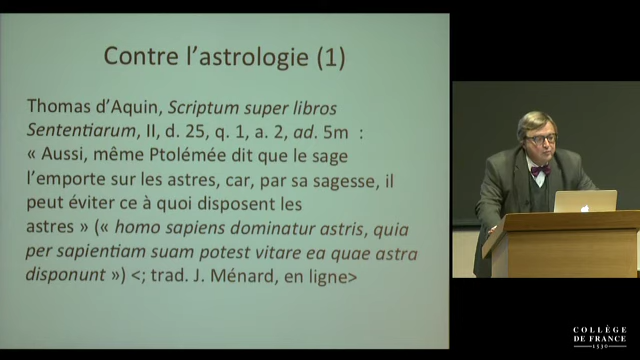 Contre l'astrologie (1)
Thomas d'Aquin, Scriptum super libros
Sententiarum, II, d. 25, q. 1, a. 2, ad. 5m :
« Aussi, même Ptolémée dit que le sage
l'emporte sur les astres, car, par sa sagesse, il
peut éviter ce à quoi disposent les
astres » (« homo sapiens dominatur astris, quia
per sapientiam suam potest vitare ea quae astra
disponunt ») <; trad. J. Ménard, en ligne>
COLLÈGE
DE FRANCE
1530